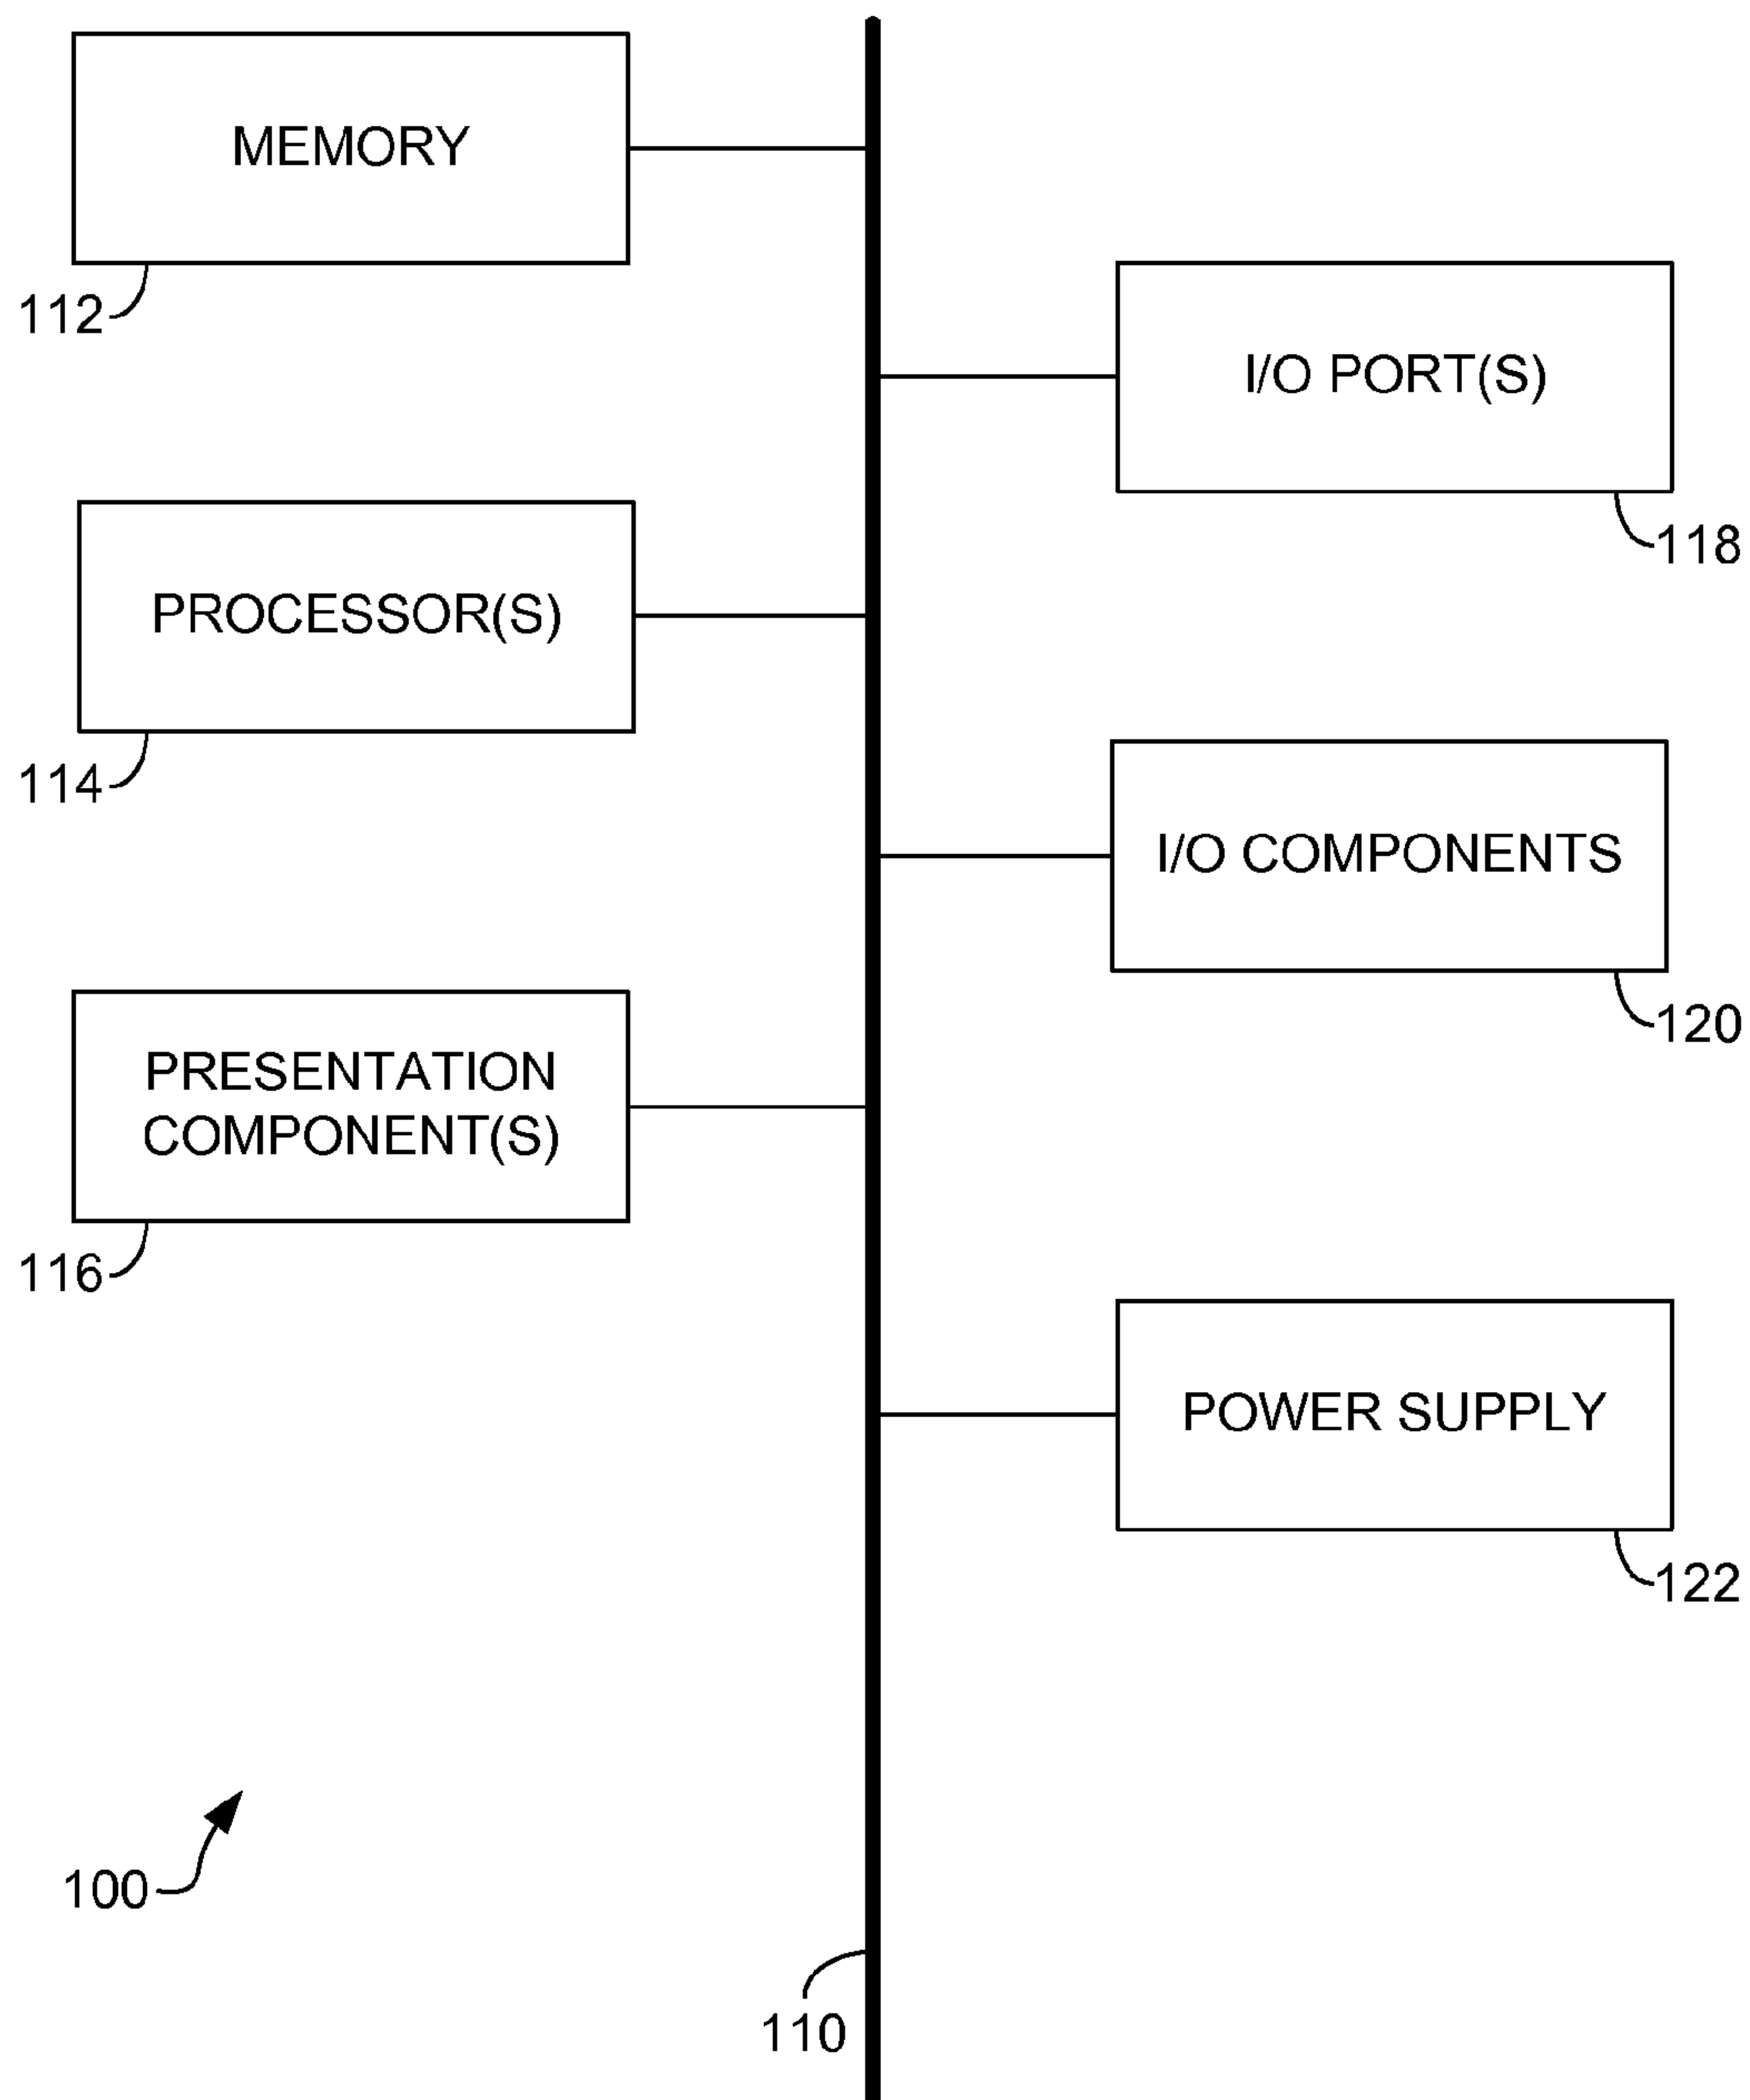 MEMORY
112
I/O PORT(S)
118
PROCESSOR(S)
114
I/O COMPONENTS
120
PRESENTATION
COMPONENT(S)
116
POWER SUPPLY
122
100
110